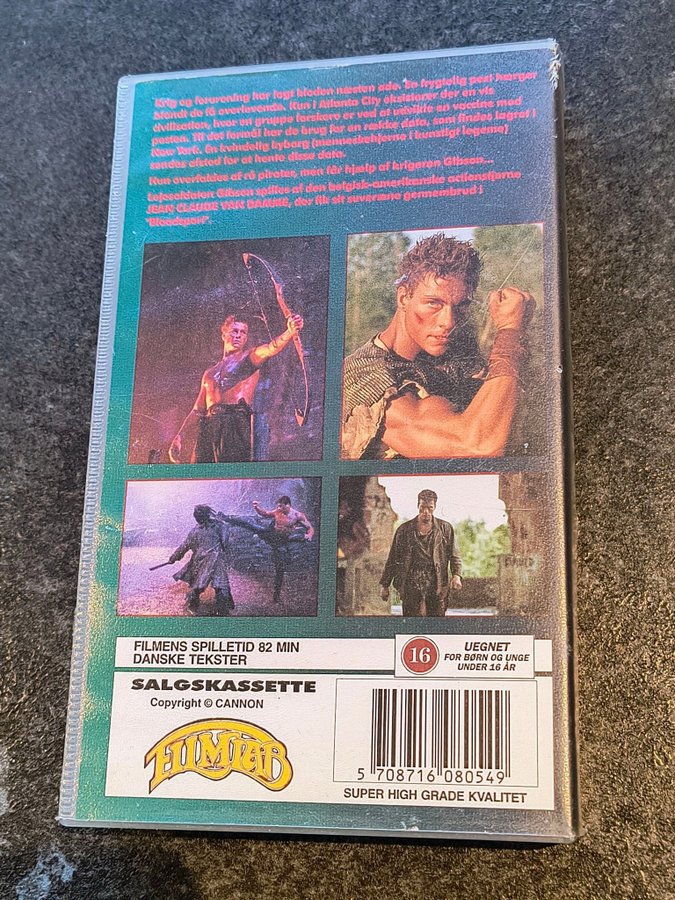 Krig og forurening har lagt kloden næsten øde. En frygtelig pest hærger
blandt de få overlevende. Kun i Atlanta City eksisterer der en vis
civilisation, hvor en gruppe forskere er ved at udvikle en vaccine mod
pesten. Til det formål har de brug for en række data, som findes lagret i
New York. En kvindelig kyborg (menneskehjerne i kunstigt legeme)
sendes afsted for at hente disse data.
Hun overfaldes af rå pirater, men får hjælp af krigeren Gibson...
Lejesoldaten Gibson spilles af den belgisk-amerikanske actionstjerne
JEAN CLAUDE VAN DAMME, der fik sit suveræne gennembrud i
"Bloodsport".
FILMENS SPILLETID 82 MIN
DANSKE TEKSTER
16
UEGNET
FOR BØRN OG UNGE
UNDER 16 ÅR
SALGSKASSETTE
Copyright © CANNON
FILMLAB
5 708716 080549
SUPER HIGH GRADE KVALITET